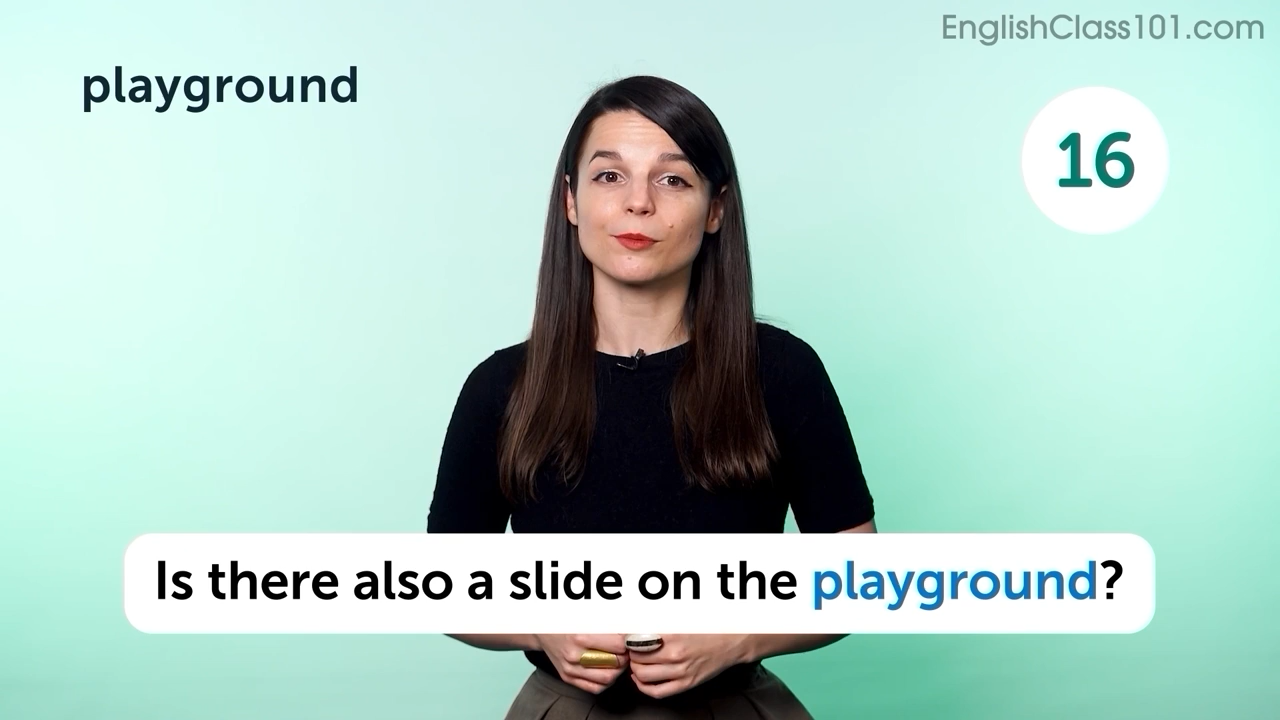 EnglishClass101.com
playground
16
Is there also a slide on the playground?